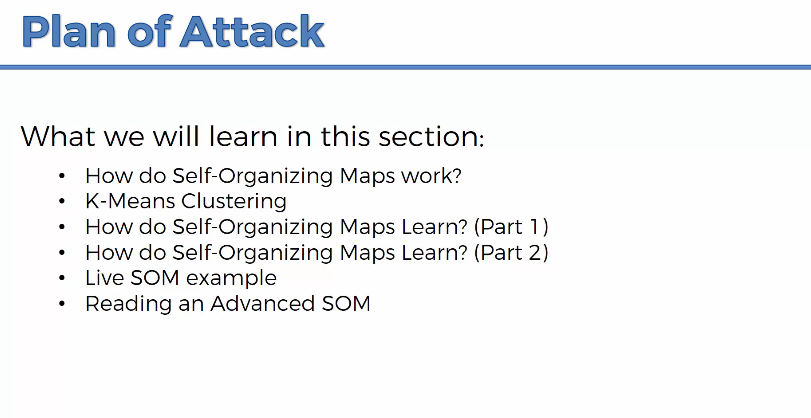 Plan of Attack
What we will learn in this section:
• How do Self-Organizing Maps work?
• K-Means Clustering
• How do Self-Organizing Maps Learn? (Part 1)
• How do Self-Organizing Maps Learn? (Part 2)
• Live SOM example
• Reading an Advanced SOM